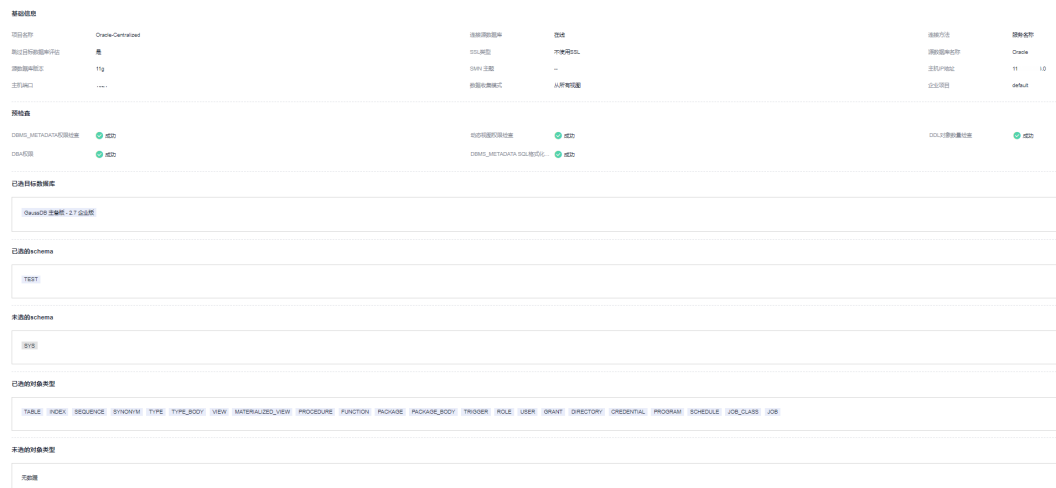 基础信息
项目名称 Oracle-Centralized 连接源数据库 在线 连接方法 服务名称
跳过目标数据库评估 是 SSL类型 不使用SSL 源数据库名称 Oracle
源数据库版本 11g SMN 主题 -- 主机IP地址 11 0.
主机端口 数据收集模式 从所有视图 企业项目 default
预检查
DBMS_METADATA权限检查 成功 动态视图权限检查 成功 DDL对象数量检查 成功
DBA权限 成功 DBMS_METADATA SQL格式化... 成功
已选目标数据库
GaussDB 主备版 - 2.7 企业版
已选的schema
TEST
未选的schema
SYS
已选的对象类型
TABLE INDEX SEQUENCE SYNONYM TYPE TYPE_BODY VIEW MATERIALIZED_VIEW PROCEDURE FUNCTION PACKAGE PACKAGE_BODY TRIGGER ROLE USER GRANT DIRECTORY CREDENTIAL PROGRAM SCHEDULE JOB_CLASS JOB
未选的对象类型
无数据